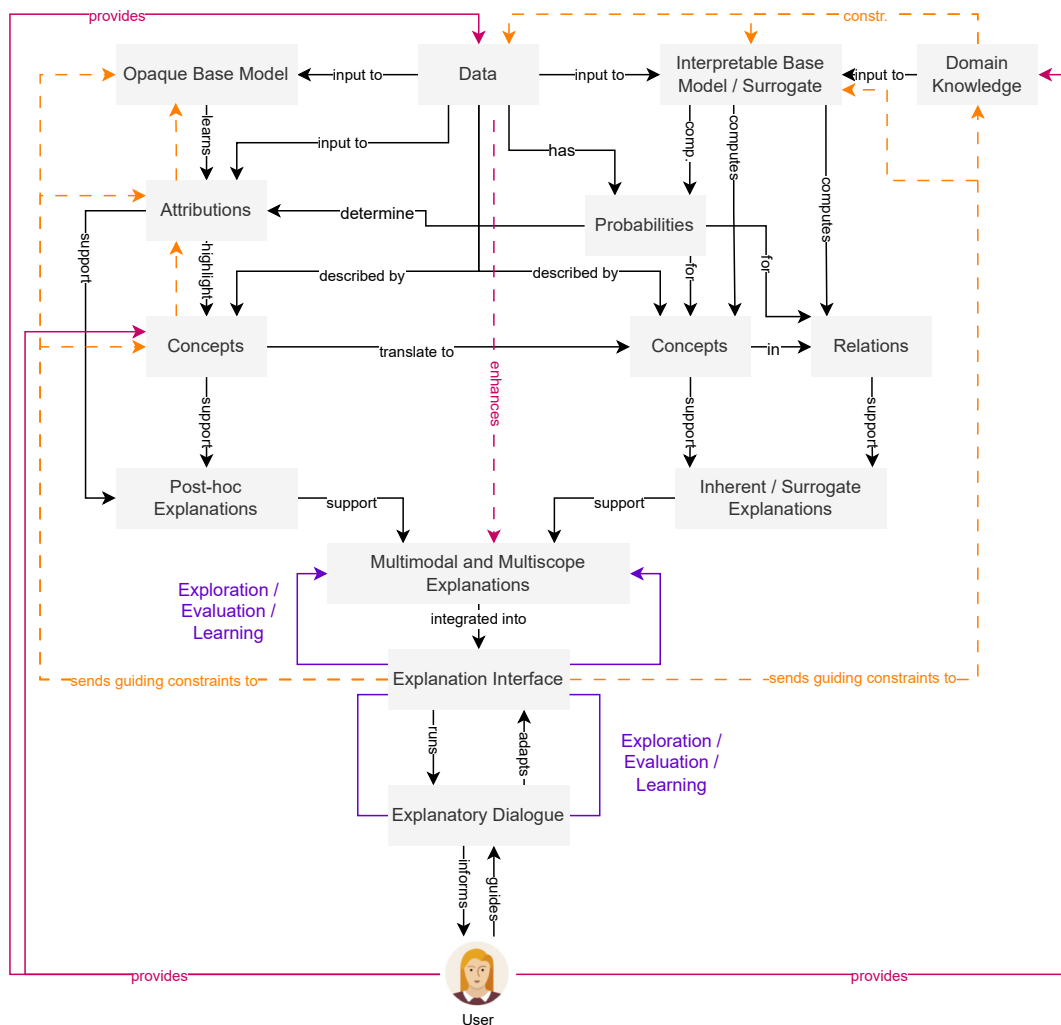 provides
constr.
Opaque Base Model
input to
Data
input to
Interpretable Base
Model / Surrogate
input to
Domain
Knowledge
learns
input to
has
comp.
computes
computes
Attributions
determine
Probabilities
support
highlight
described by
described by
for
for
Concepts
translate to
Concepts
in
Relations
enhances
support
support
support
Post-hoc
Explanations
support
support
Inherent / Surrogate
Explanations
Multimodal and Multiscope
Explanations
Exploration /
Evaluation /
Learning
integrated into
sends guiding constraints to
Explanation Interface
sends guiding constraints to
runs
adapts
Exploration /
Evaluation /
Learning
Explanatory Dialogue
informs
guides
provides
provides
User